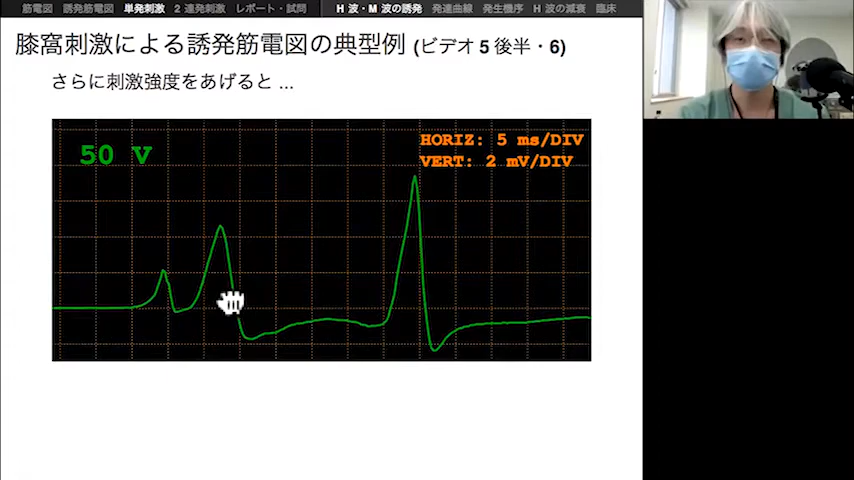 筋電図 誘発筋電図 単発刺激 2 連発刺激 レポート・試問 H 波・M 波の誘発 発達曲線 発生機序 H 波の減衰 臨床
膝窩刺激による誘発筋電図の典型例 (ビデオ 5 後半・6)
さらに刺激強度をあげると ...
50 V
HORIZ: 5 ms/DIV
VERT: 2 mV/DIV